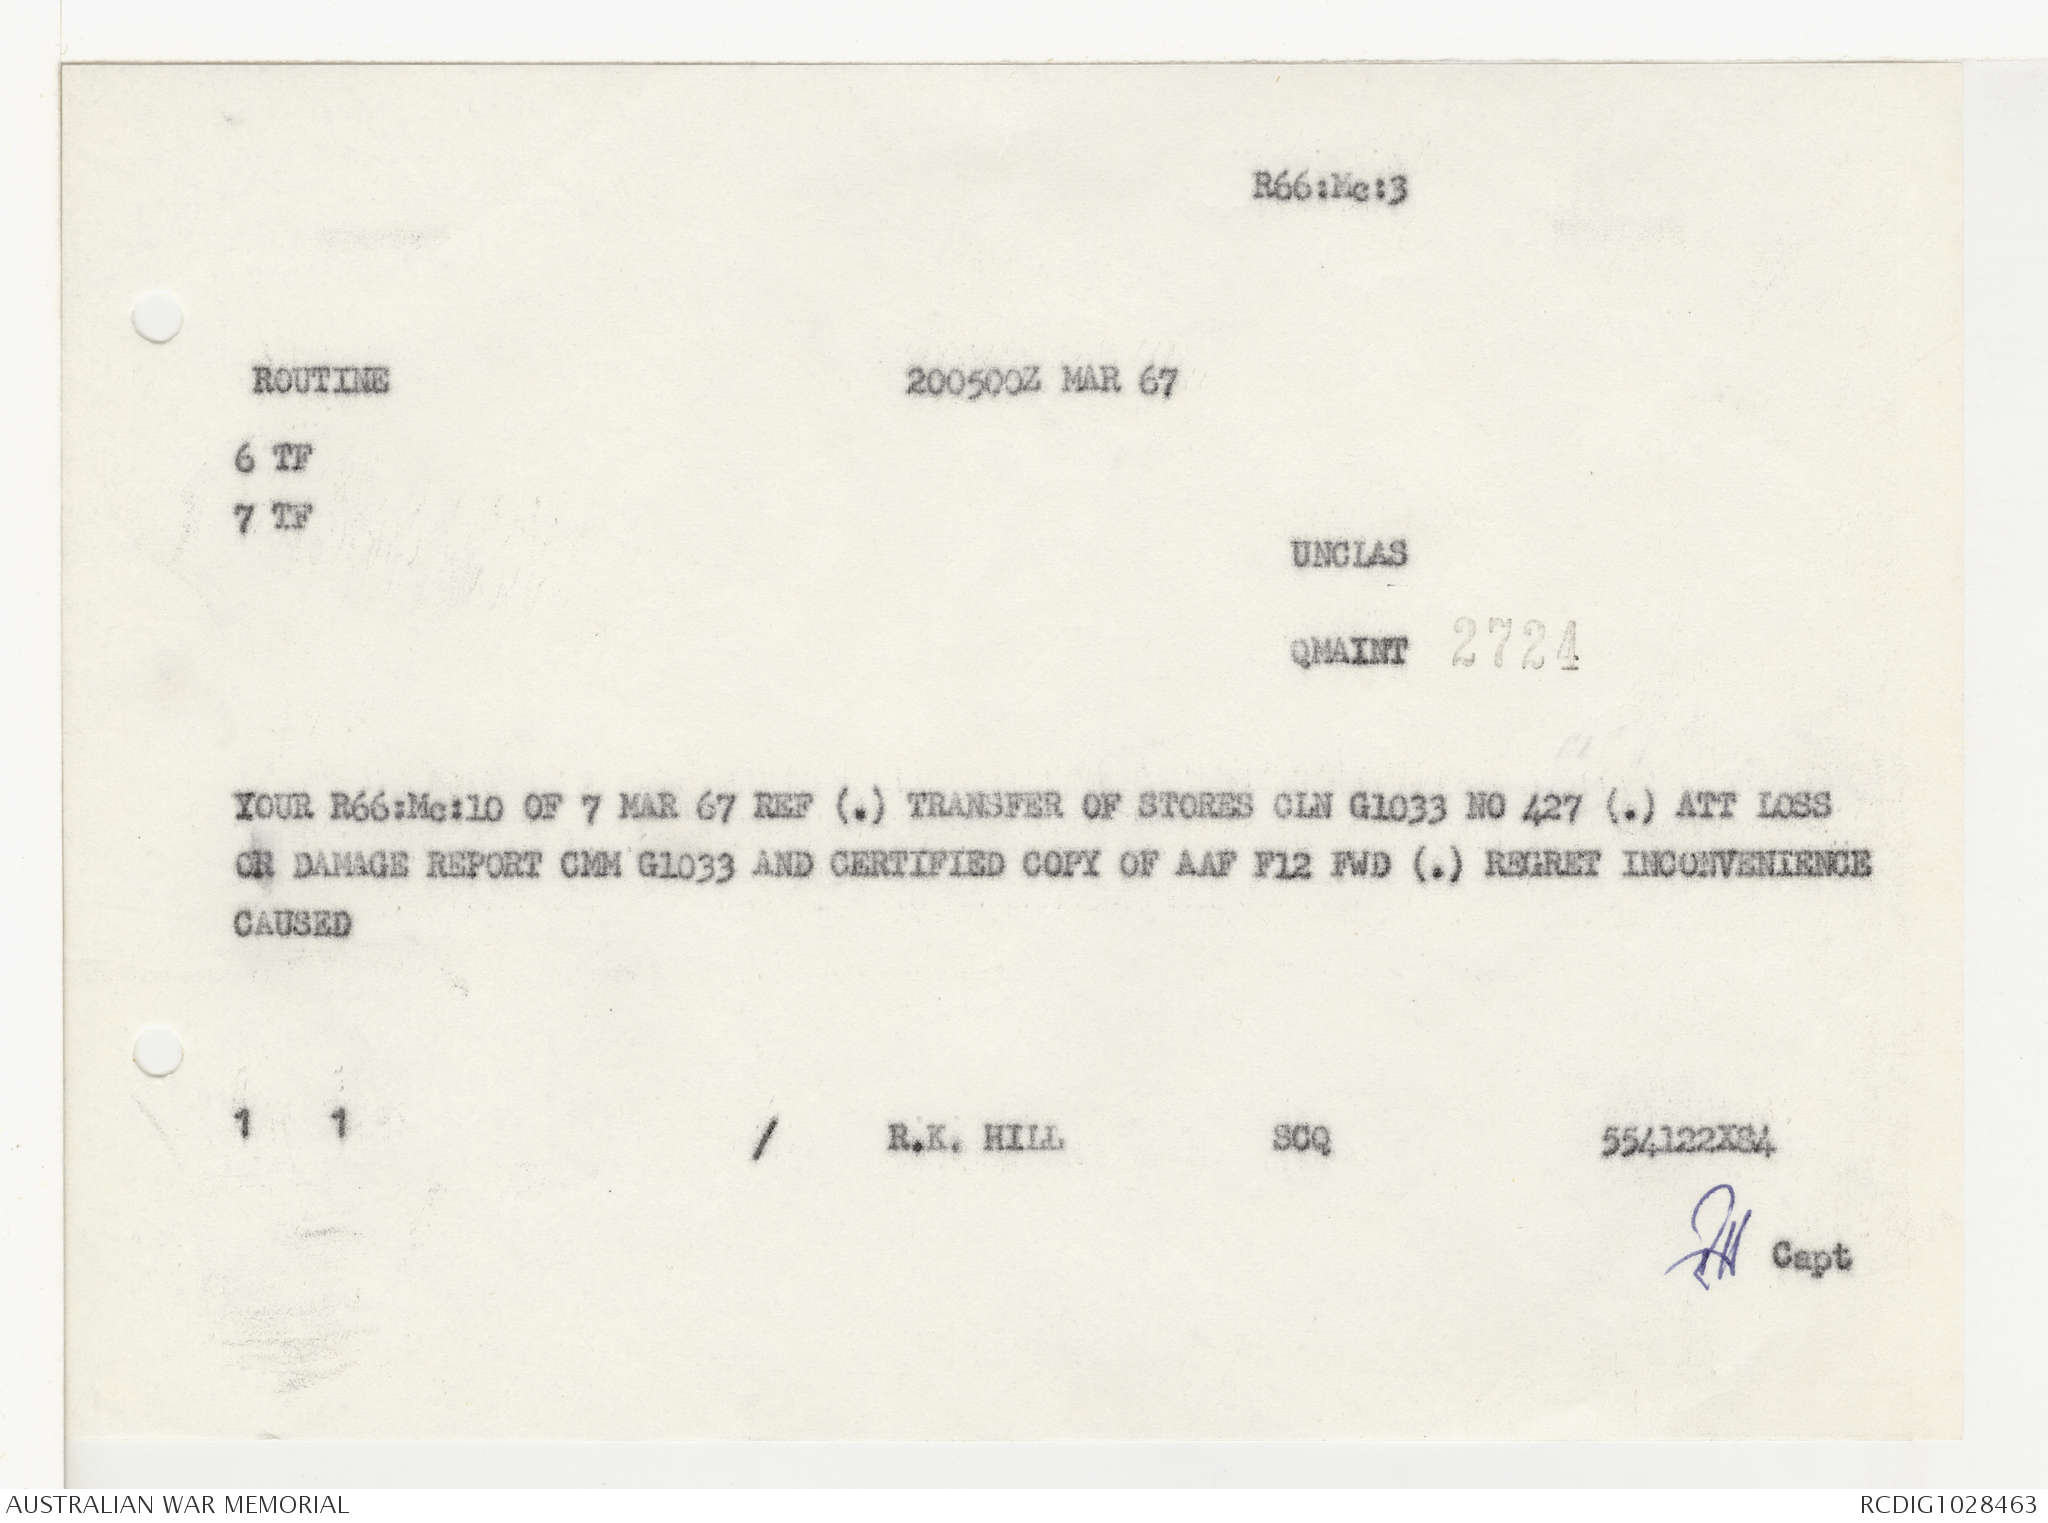 R66:Mc:3
ROUTINE 200500Z MAR 67
6 TF
7 TF
UNCLAS
QMAINT 2724
YOUR R66:Mc:10 OF 7 MAR 67 REF (.) TRANSFER OF STORES CLN G1033 NO 427 (.) ATT LOSS
OR DAMAGE REPORT CMM G1033 AND CERTIFIED COPY OF AAF F12 FWD (.) REGRET INCONVENIENCE
CAUSED
1 1 / R.K. HILL SCQ 554122XS4
Capt
AUSTRALIAN WAR MEMORIAL RCDIG1028463